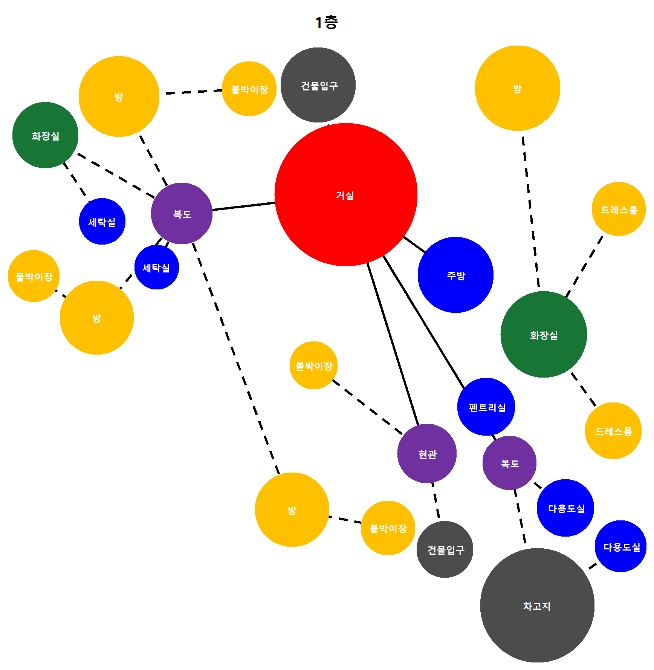 1층
방
붙박이장
건물입구
방
화장실
거실
복도
세탁실
드레스룸
세탁실
붙박이장
주방
방
화장실
붙박이장
펜트리실
드레스룸
현관
복도
방
붙박이장
다용도실
건물입구
다용도실
차고지